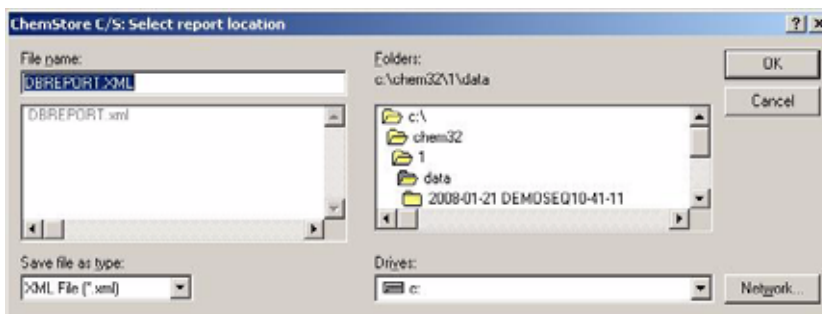 ChemStore C/S: Select report location
File name:
DBREPORT.XML
DBREPORT.xml
Save file as type:
XML File (*.xml)
Folders:
c:\chem32\1\data
c:\
chem32
1
data
2008-01-21 DEMOSEQ10-41-11
Drives:
c:
OK
Cancel
Network...